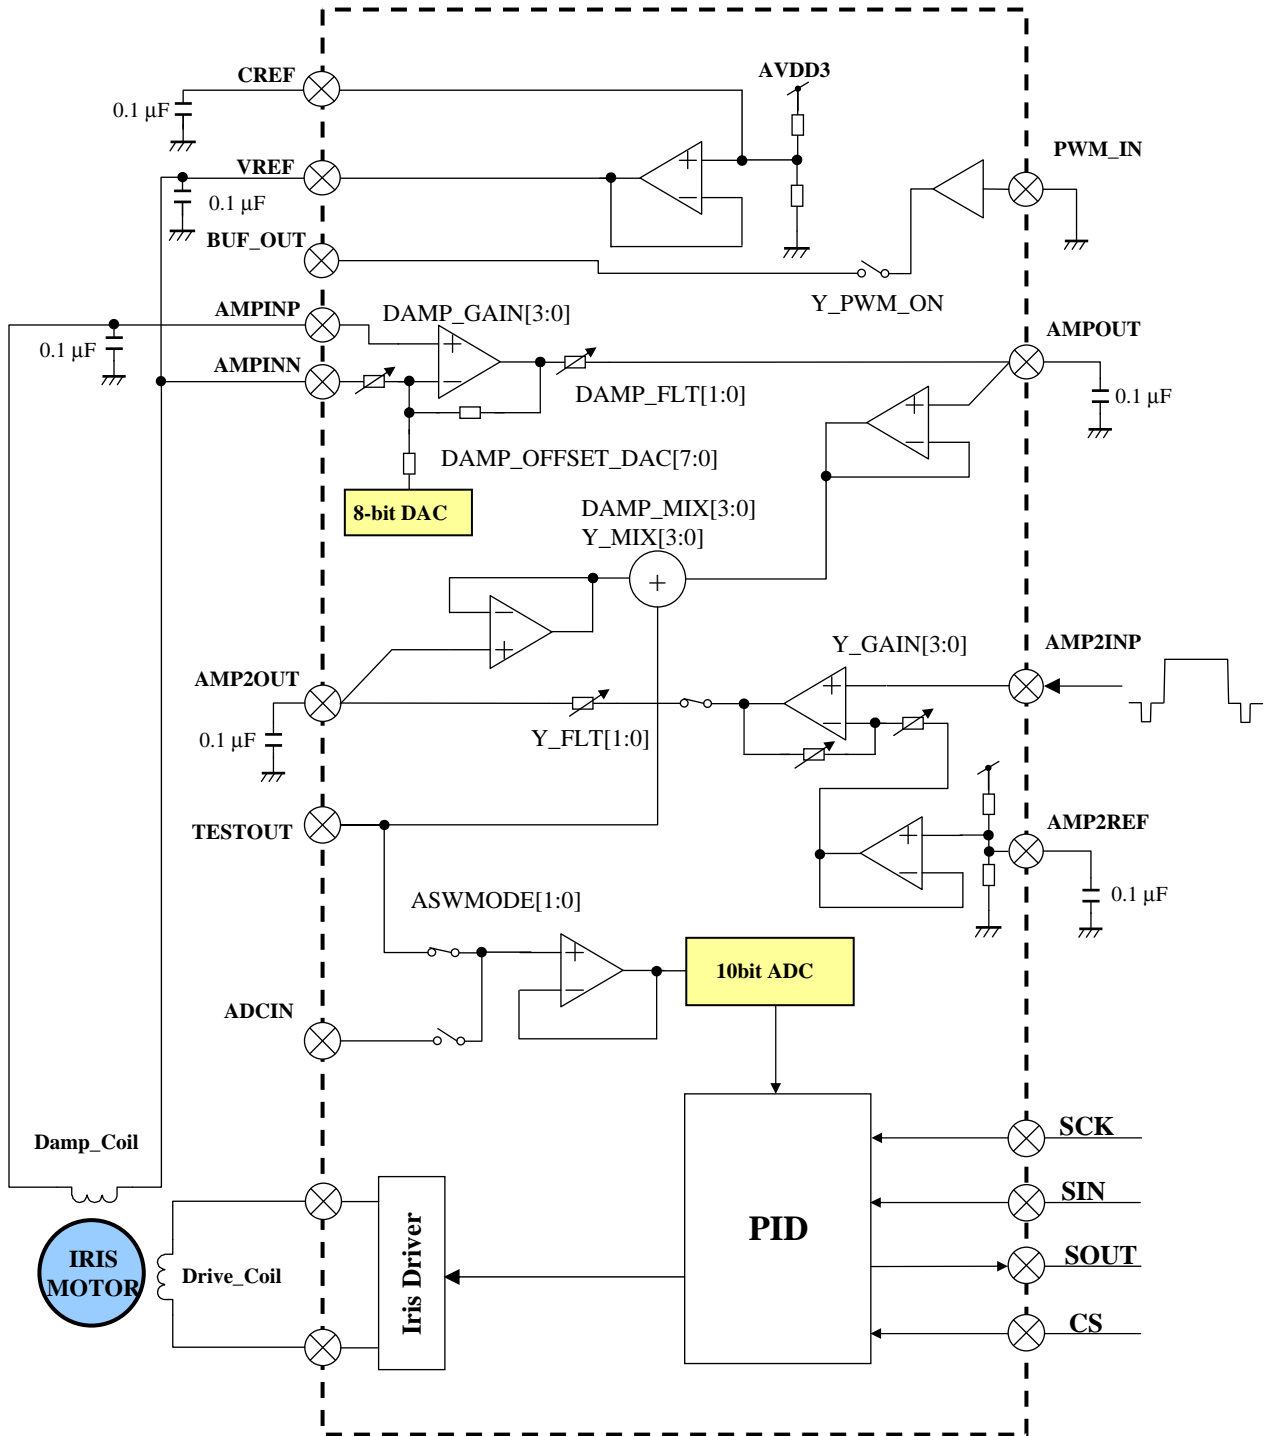 CREF
AVDD3
0.1 µF
VREF
PWM_IN
0.1 µF
BUF_OUT
Y_PWM_ON
AMPINP
DAMP_GAIN[3:0]
AMPOUT
0.1 µF
AMPINN
DAMP_FLT[1:0]
0.1 µF
DAMP_OFFSET_DAC[7:0]
8-bit DAC
DAMP_MIX[3:0]
Y_MIX[3:0]
Y_GAIN[3:0]
AMP2INP
AMP2OUT
0.1 µF
Y_FLT[1:0]
TESTOUT
AMP2REF
ASWMODE[1:0]
0.1 µF
10bit ADC
ADCIN
Damp_Coil
SCK
SIN
PID
SOUT
CS
IRIS
MOTOR
Drive_Coil
Iris Driver